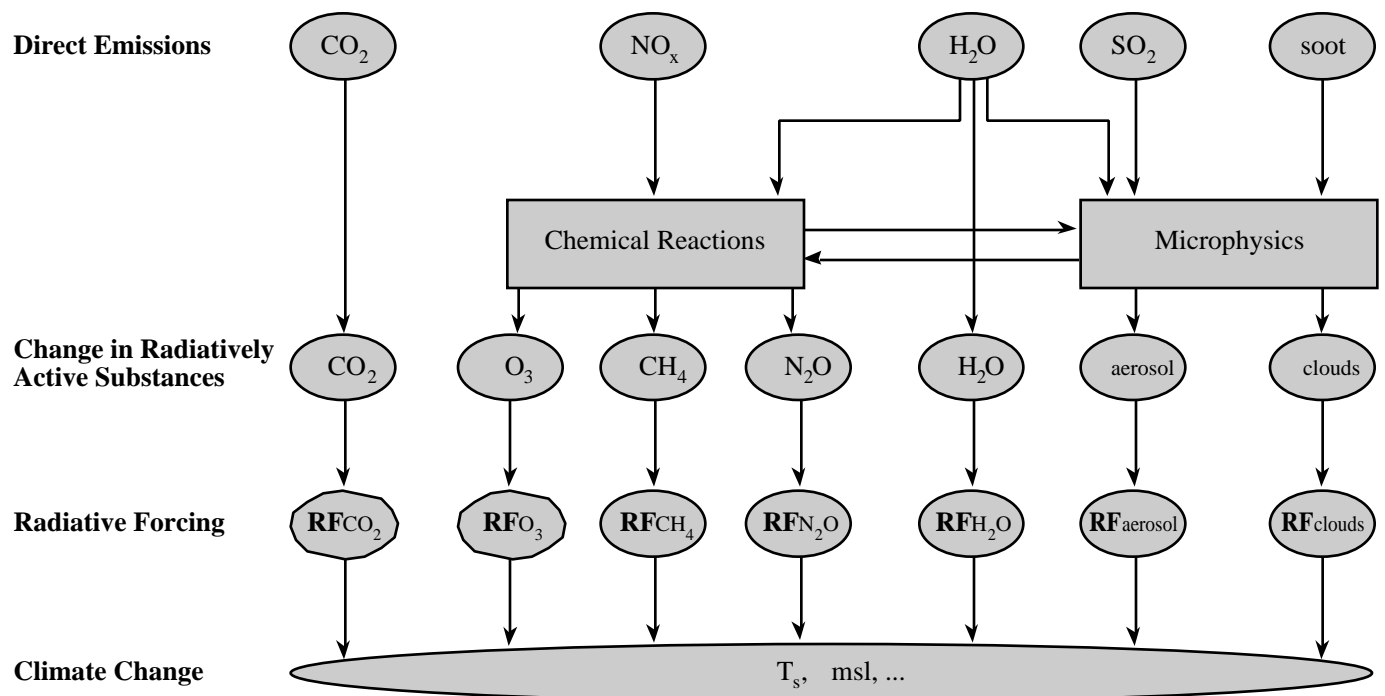 Direct Emissions CO₂ NOₓ H₂O SO₂ soot
Chemical Reactions Microphysics
Change in Radiatively
Active Substances CO₂ O₃ CH₄ N₂O H₂O aerosol clouds
Radiative Forcing RFCO₂ RFO₃ RFCH₄ RFN₂O RFH₂O RFaerosol RFclouds
Climate Change Tₛ, msl, ...